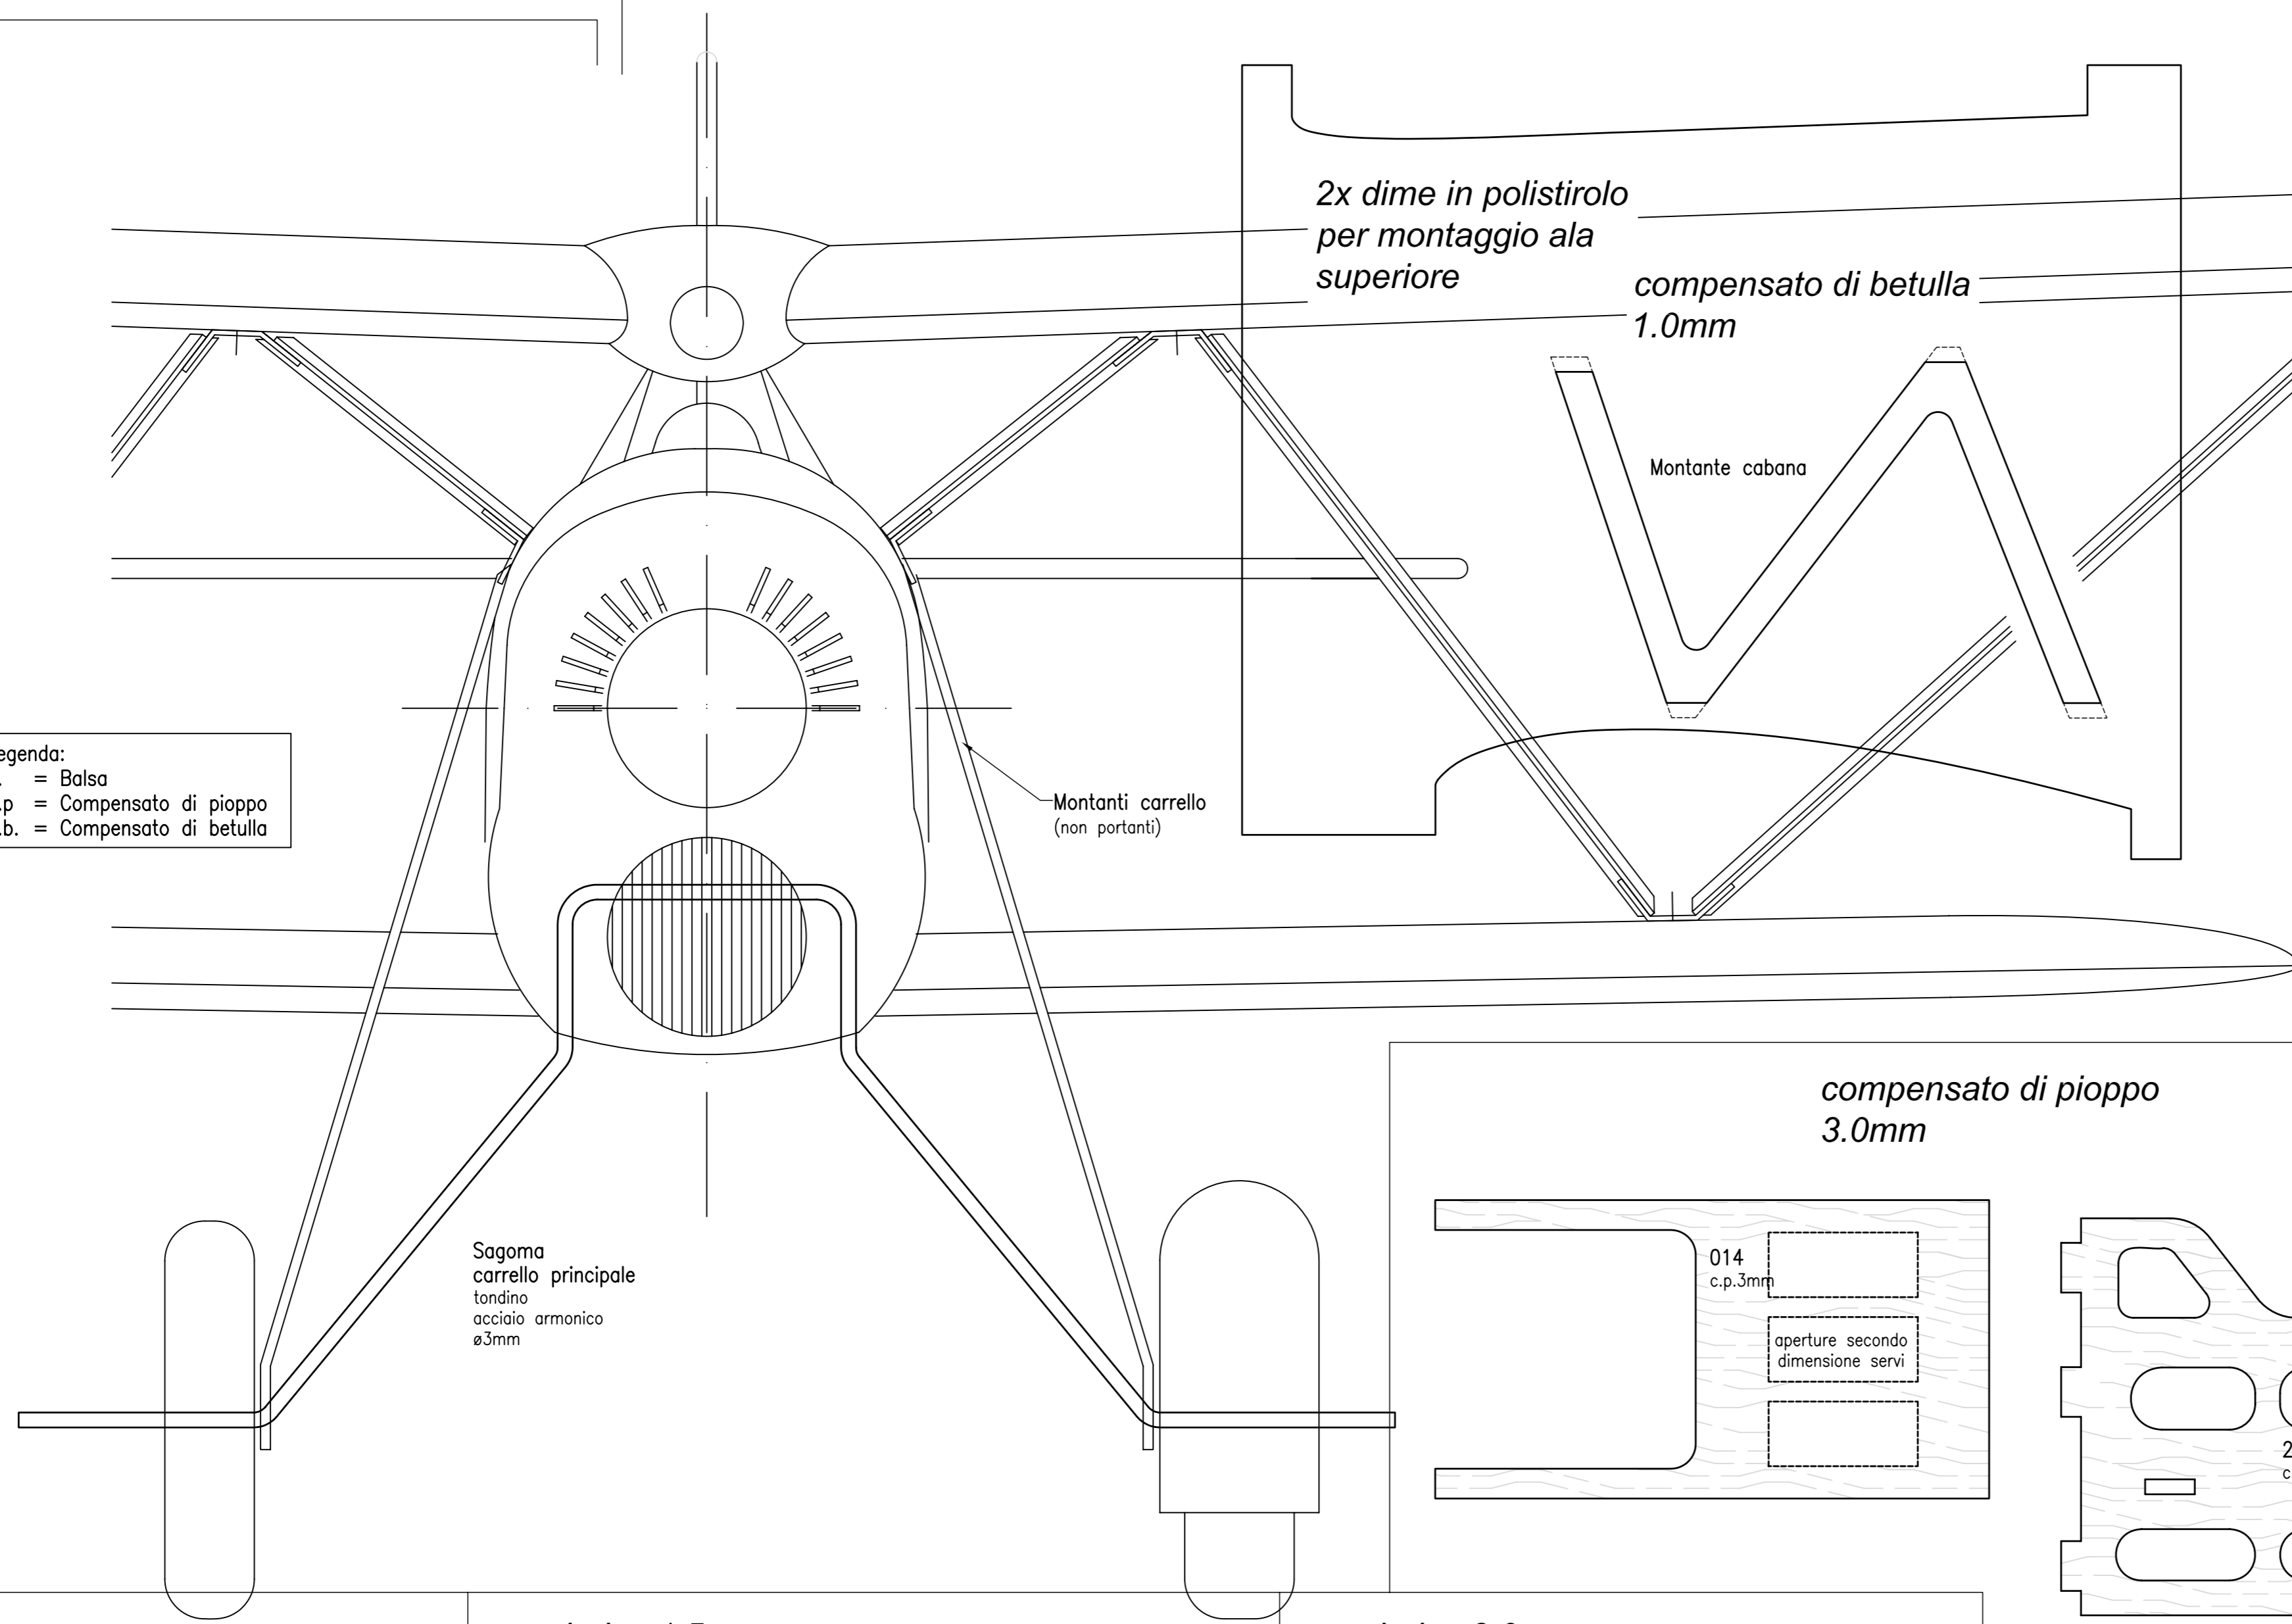 2x dime in polistirolo
per montaggio ala
superiore
compensato di betulla
1.0mm
Montante cabana
= Balsa
= Compensato di pioppo
= Compensato di betulla
Montanti carrello
(non portanti)
compensato di pioppo
3.0mm
Sagoma
carrello principale
tondino
acciaio armonico
ø3mm
014
c.p.3mm
aperture secondo
dimensione servi